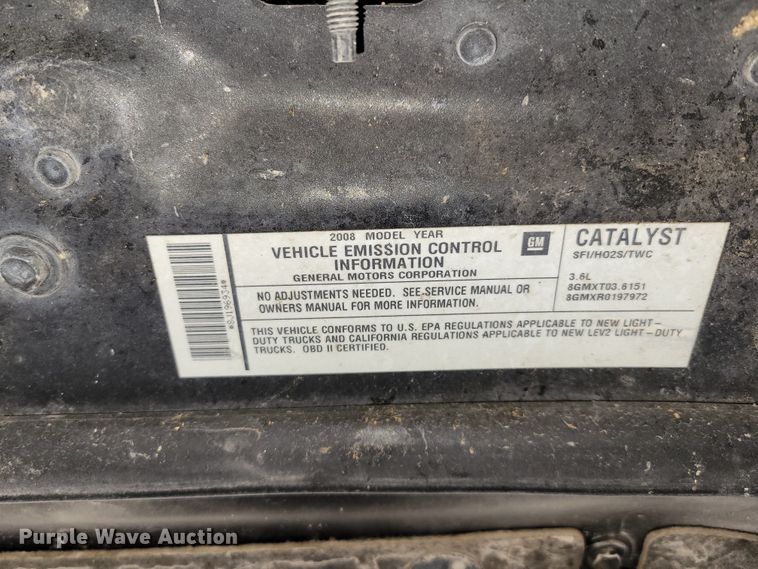 2008 MODEL YEAR
VEHICLE EMISSION CONTROL
INFORMATION
GENERAL MOTORS CORPORATION
GM
CATALYST
SFI/HO2S/TWC
3.6L
8GMXT03.6151
8GMXR0197972
NO ADJUSTMENTS NEEDED. SEE SERVICE MANUAL OR
OWNERS MANUAL FOR MORE INFORMATION.
THIS VEHICLE CONFORMS TO U.S. EPA REGULATIONS APPLICABLE TO NEW LIGHT-
DUTY TRUCKS AND CALIFORNIA REGULATIONS APPLICABLE TO NEW LEV2 LIGHT-DUTY
TRUCKS. OBD II CERTIFIED.
Purple Wave Auction